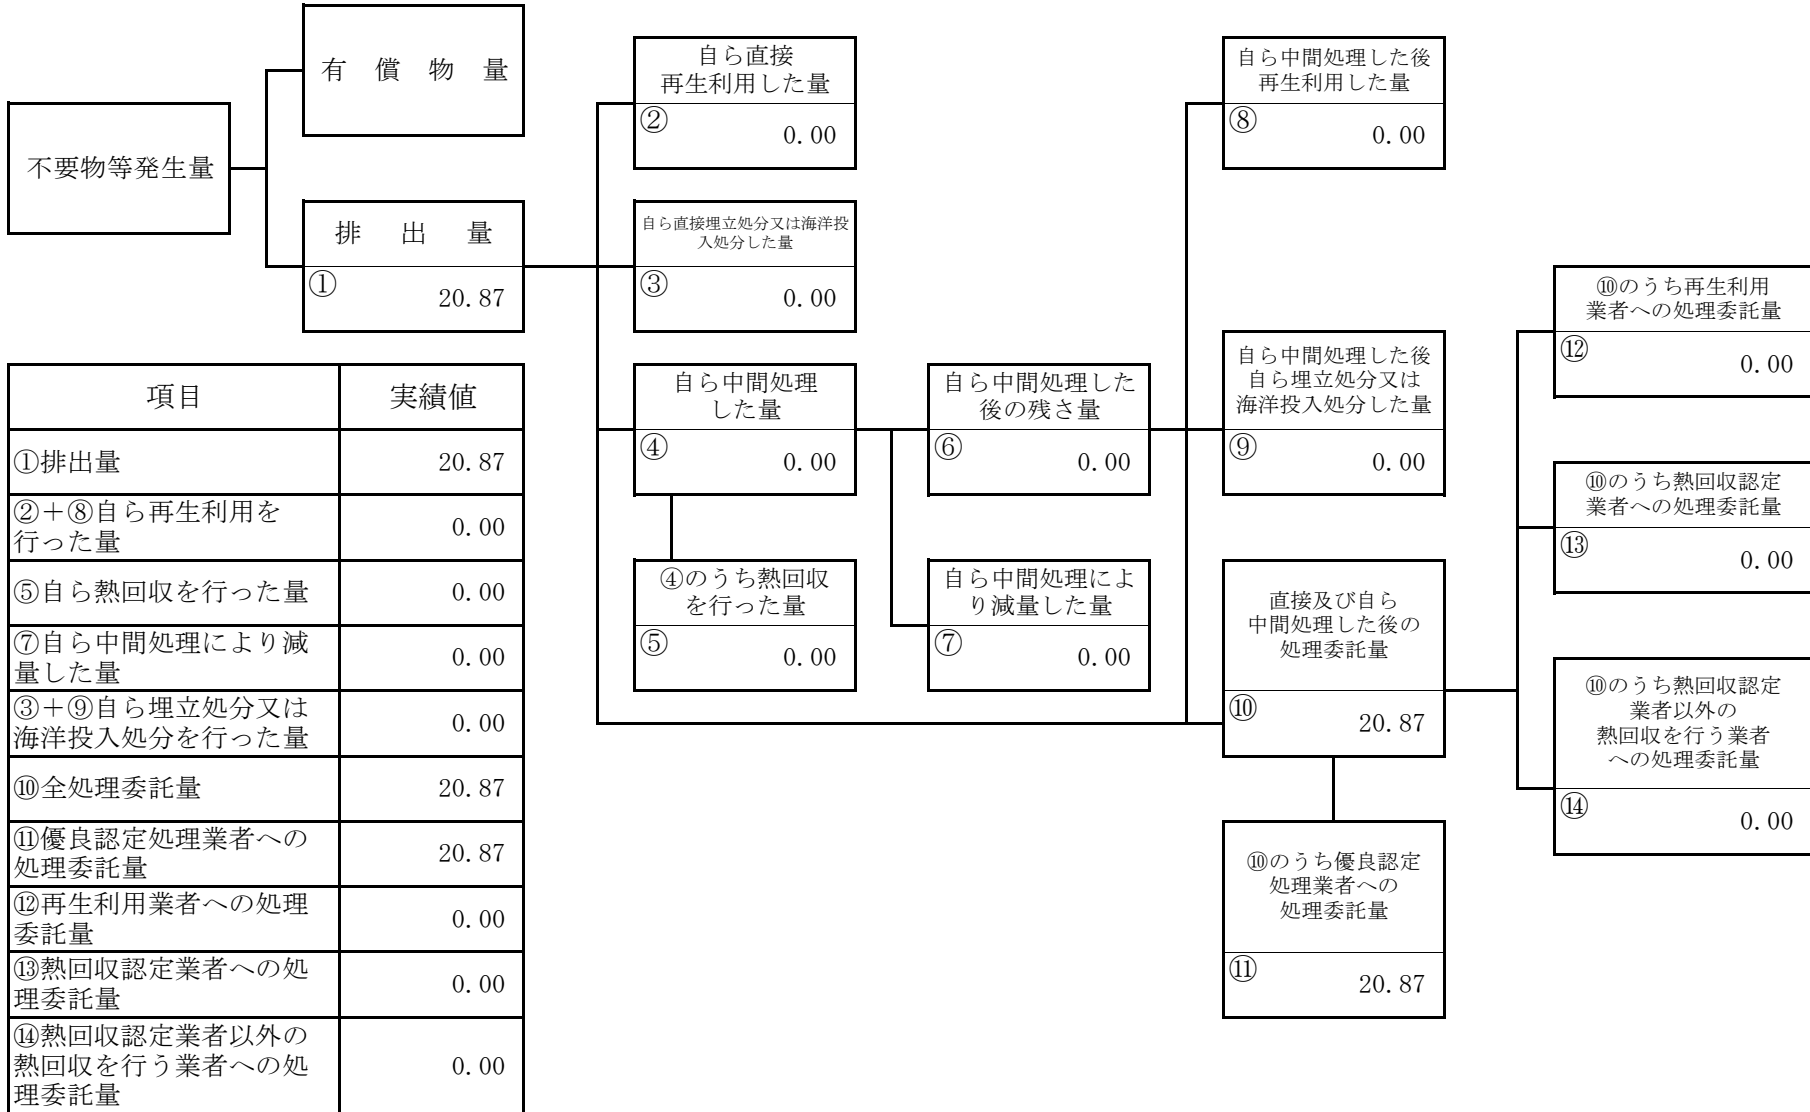 不要物等発生量
有償物量
排出量
①
20.87
自ら直接
再生利用した量
②
0.00
自ら直接埋立処分又は海洋投
入処分した量
③
0.00
自ら中間処理
した量
④
0.00
④のうち熱回収
を行った量
⑤
0.00
自ら中間処理した
後の残さ量
⑥
0.00
自ら中間処理によ
り減量した量
⑦
0.00
自ら中間処理した後
再生利用した量
⑧
0.00
自ら中間処理した後
自ら埋立処分又は
海洋投入処分した量
⑨
0.00
直接及び自ら
中間処理した後の
処理委託量
⑩
20.87
⑩のうち優良認定
処理業者への
処理委託量
⑪
20.87
⑩のうち再生利用
業者への処理委託量
⑫
0.00
⑩のうち熱回収認定
業者への処理委託量
⑬
0.00
⑩のうち熱回収認定
業者以外の
熱回収を行う業者
への処理委託量
⑭
0.00
項目 実績値
①排出量 20.87
②＋⑧自ら再生利用を
行った量 0.00
⑤自ら熱回収を行った量 0.00
⑦自ら中間処理により減
量した量 0.00
③＋⑨自ら埋立処分又は
海洋投入処分を行った量 0.00
⑩全処理委託量 20.87
⑪優良認定処理業者への
処理委託量 20.87
⑫再生利用業者への処理
委託量 0.00
⑬熱回収認定業者への処
理委託量 0.00
⑭熱回収認定業者以外の
熱回収を行う業者への処 0.00
理委託量